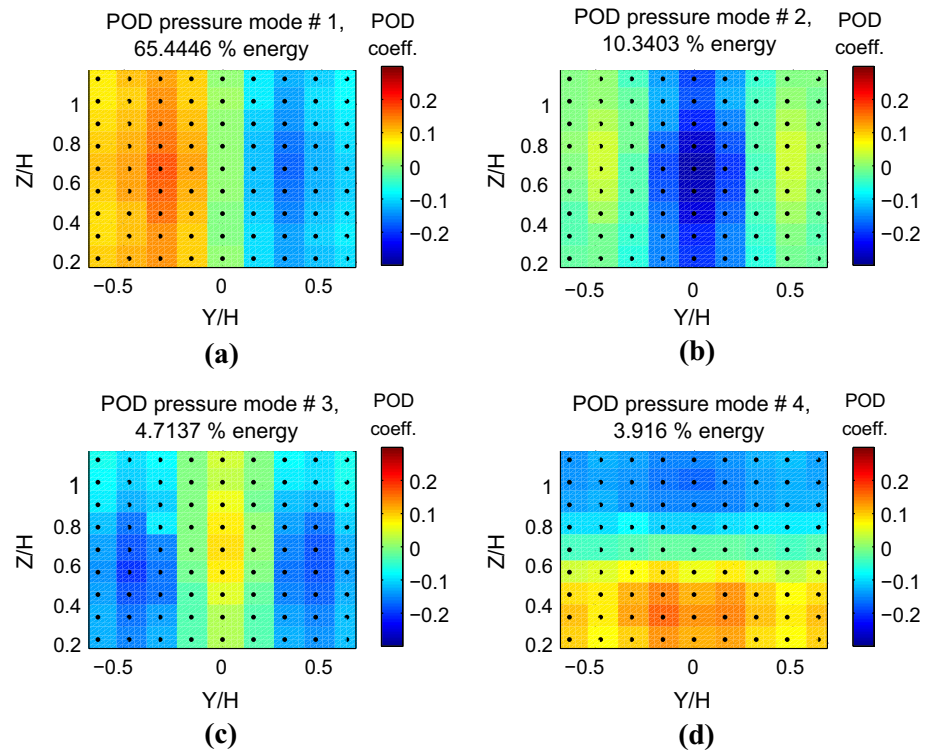 POD pressure mode # 1,
65.4446 % energy
POD
coeff.
Z/H
1
0.8
0.6
0.4
0.2
−0.5
0
0.5
Y/H
0.2
0.1
0
−0.1
−0.2
(a)
POD pressure mode # 2,
10.3403 % energy
POD
coeff.
Z/H
1
0.8
0.6
0.4
0.2
−0.5
0
0.5
Y/H
0.2
0.1
0
−0.1
−0.2
(b)
POD pressure mode # 3,
4.7137 % energy
POD
coeff.
Z/H
1
0.8
0.6
0.4
0.2
−0.5
0
0.5
Y/H
0.2
0.1
0
−0.1
−0.2
(c)
POD pressure mode # 4,
3.916 % energy
POD
coeff.
Z/H
1
0.8
0.6
0.4
0.2
−0.5
0
0.5
Y/H
0.2
0.1
0
−0.1
−0.2
(d)